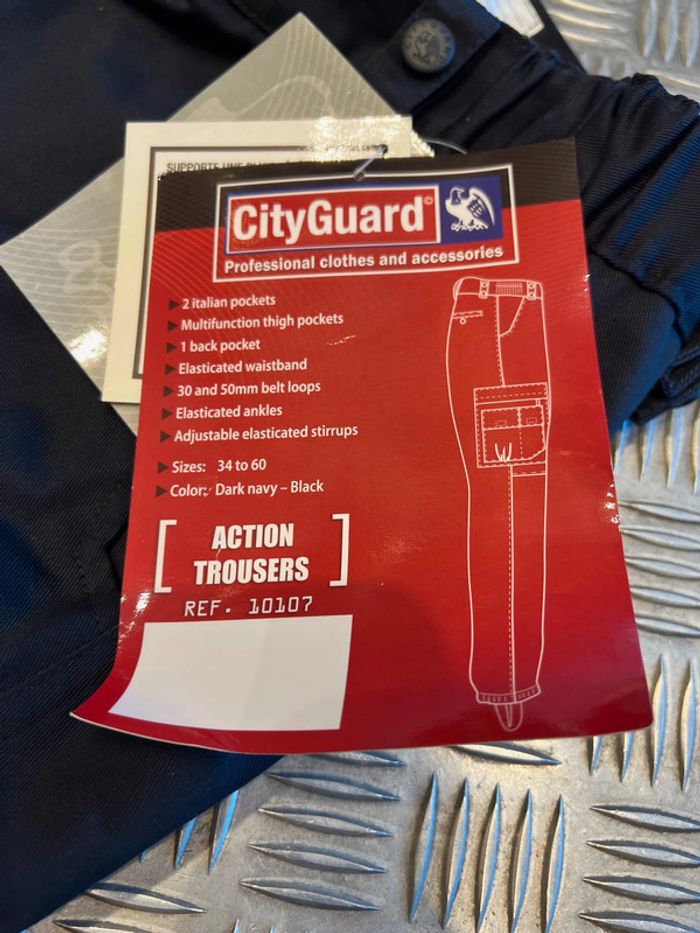 SUPPORTE UNE
CityGuard©
Professional clothes and accessories
2 italian pockets
Multifunction thigh pockets
1 back pocket
Elasticated waistband
30 and 50mm belt loops
Elasticated ankles
Adjustable elasticated stirrups
Sizes: 34 to 60
Color: Dark navy – Black
[ACTION
TROUSERS]
REF. 10107